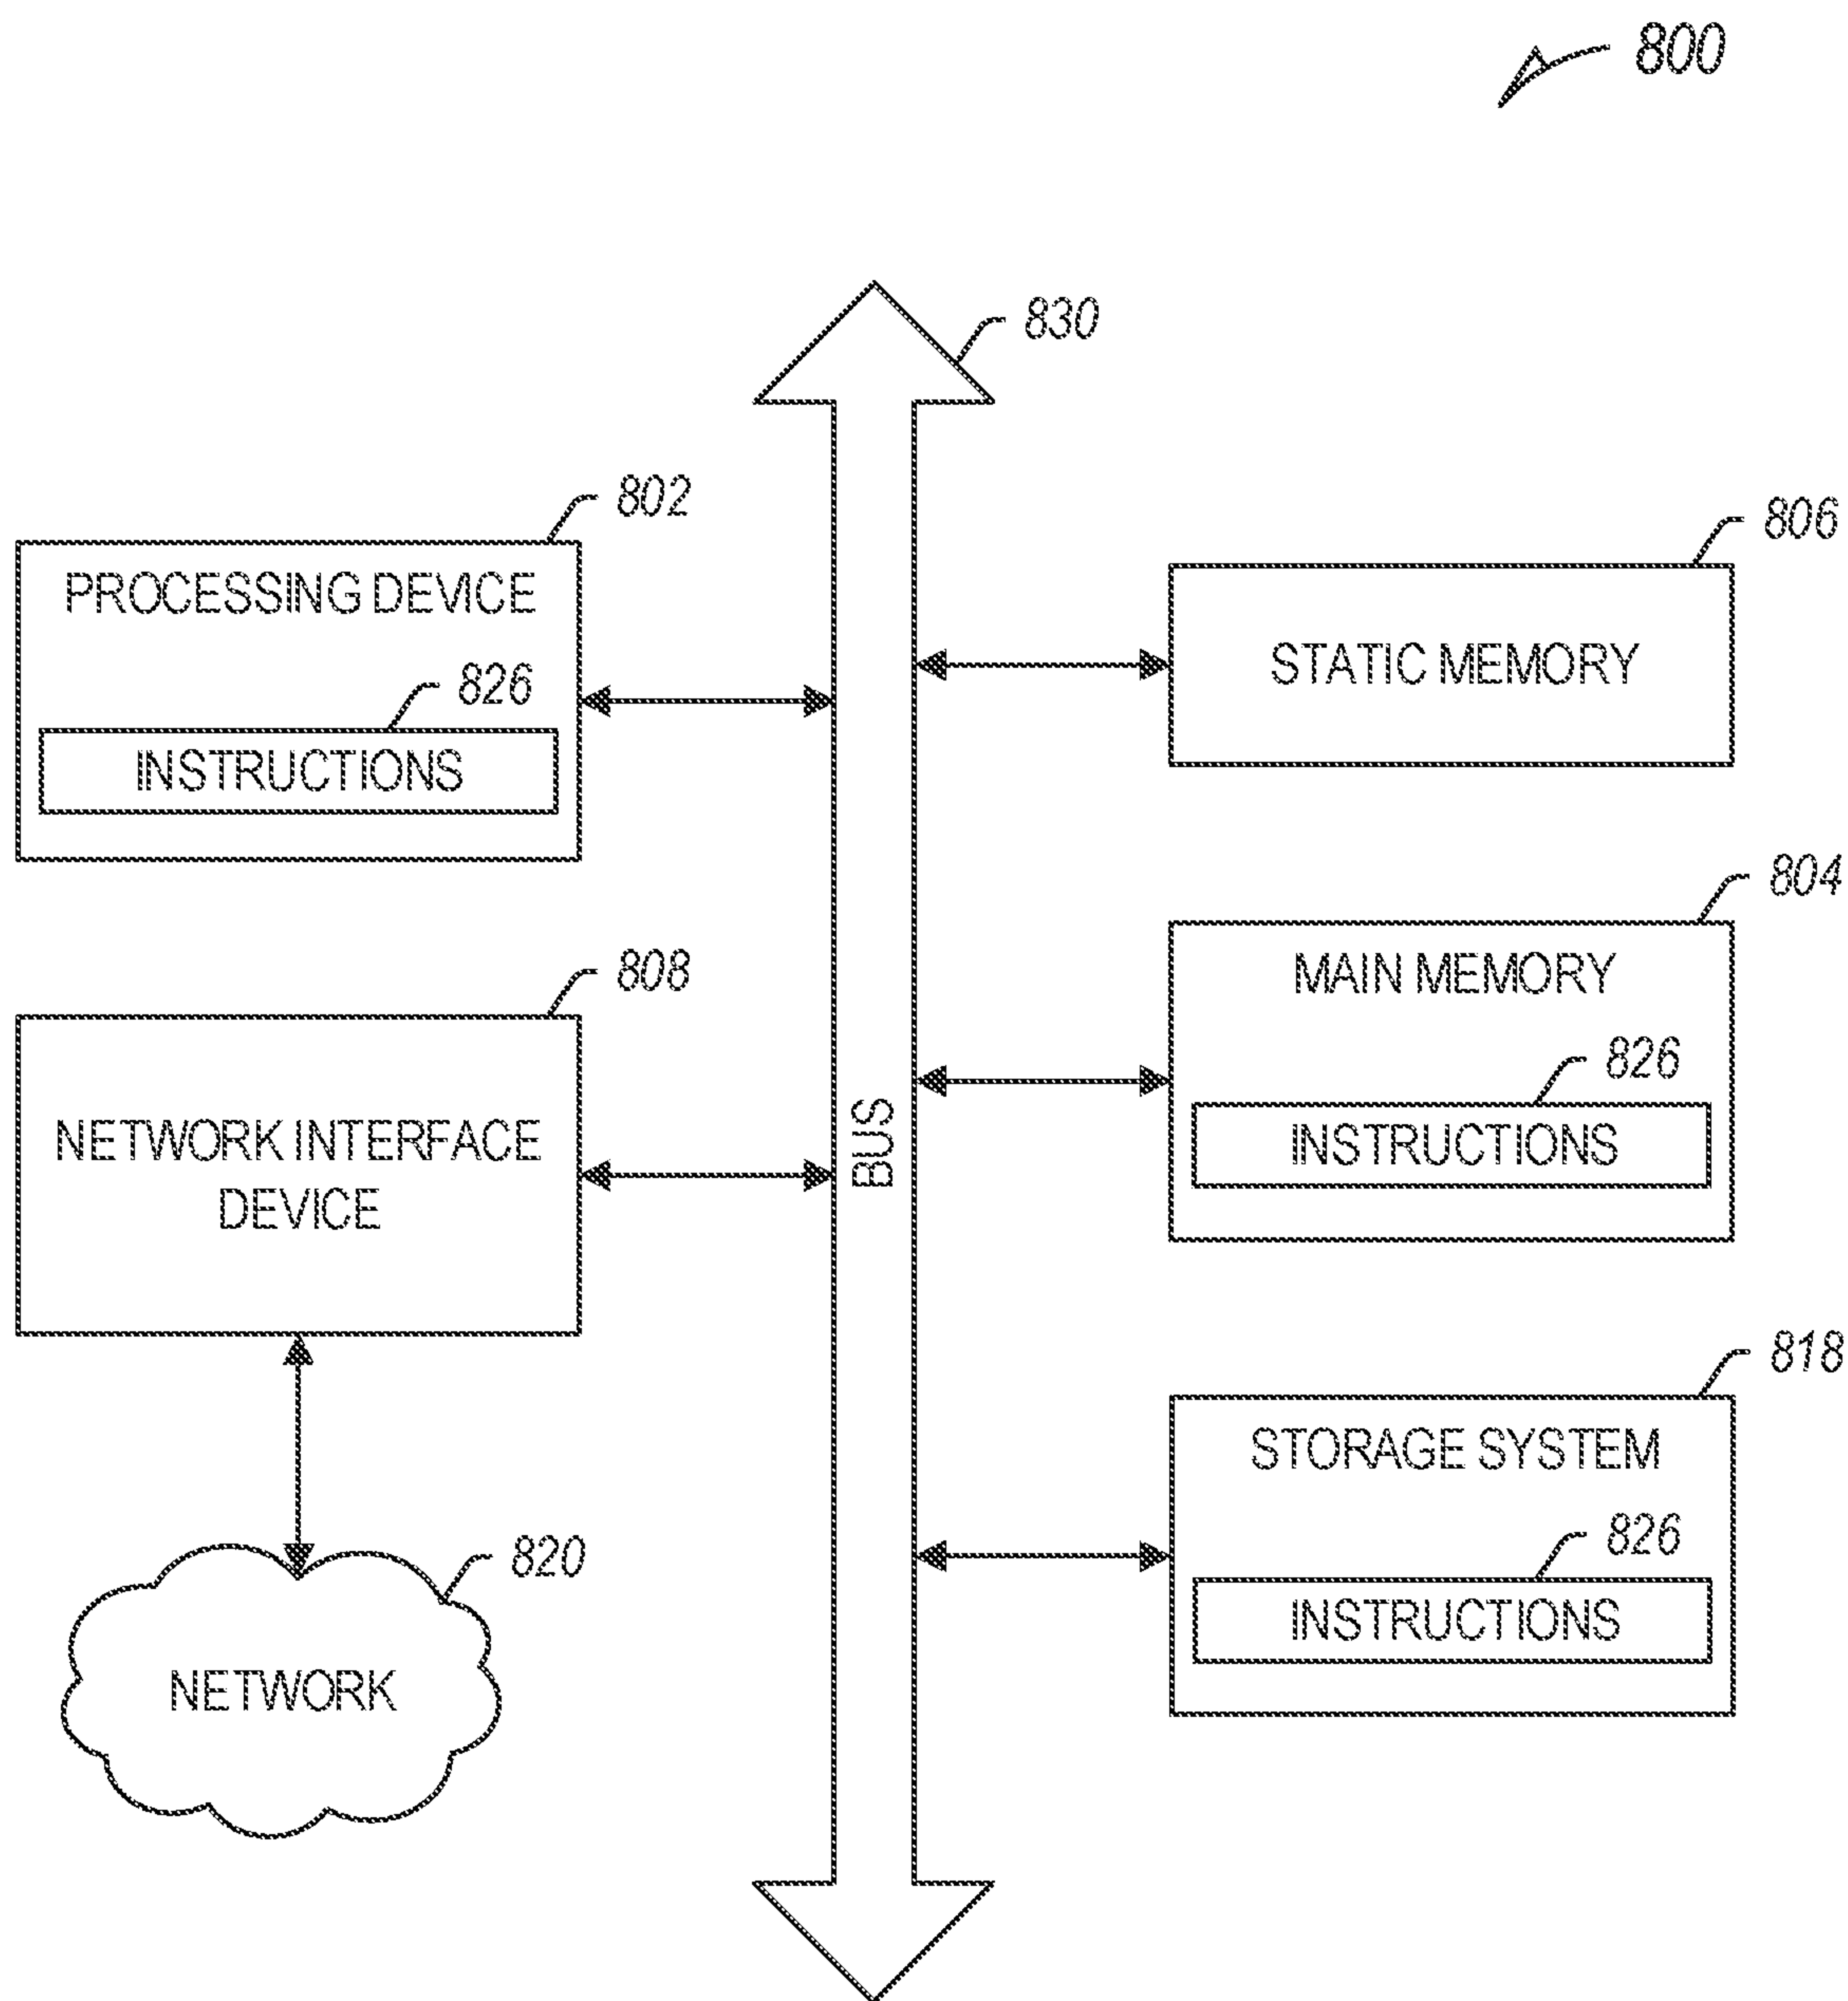 800
830
802
PROCESSING DEVICE
826
INSTRUCTIONS
806
STATIC MEMORY
804
MAIN MEMORY
826
INSTRUCTIONS
808
NETWORK INTERFACE
DEVICE
BUS
818
STORAGE SYSTEM
826
INSTRUCTIONS
820
NETWORK